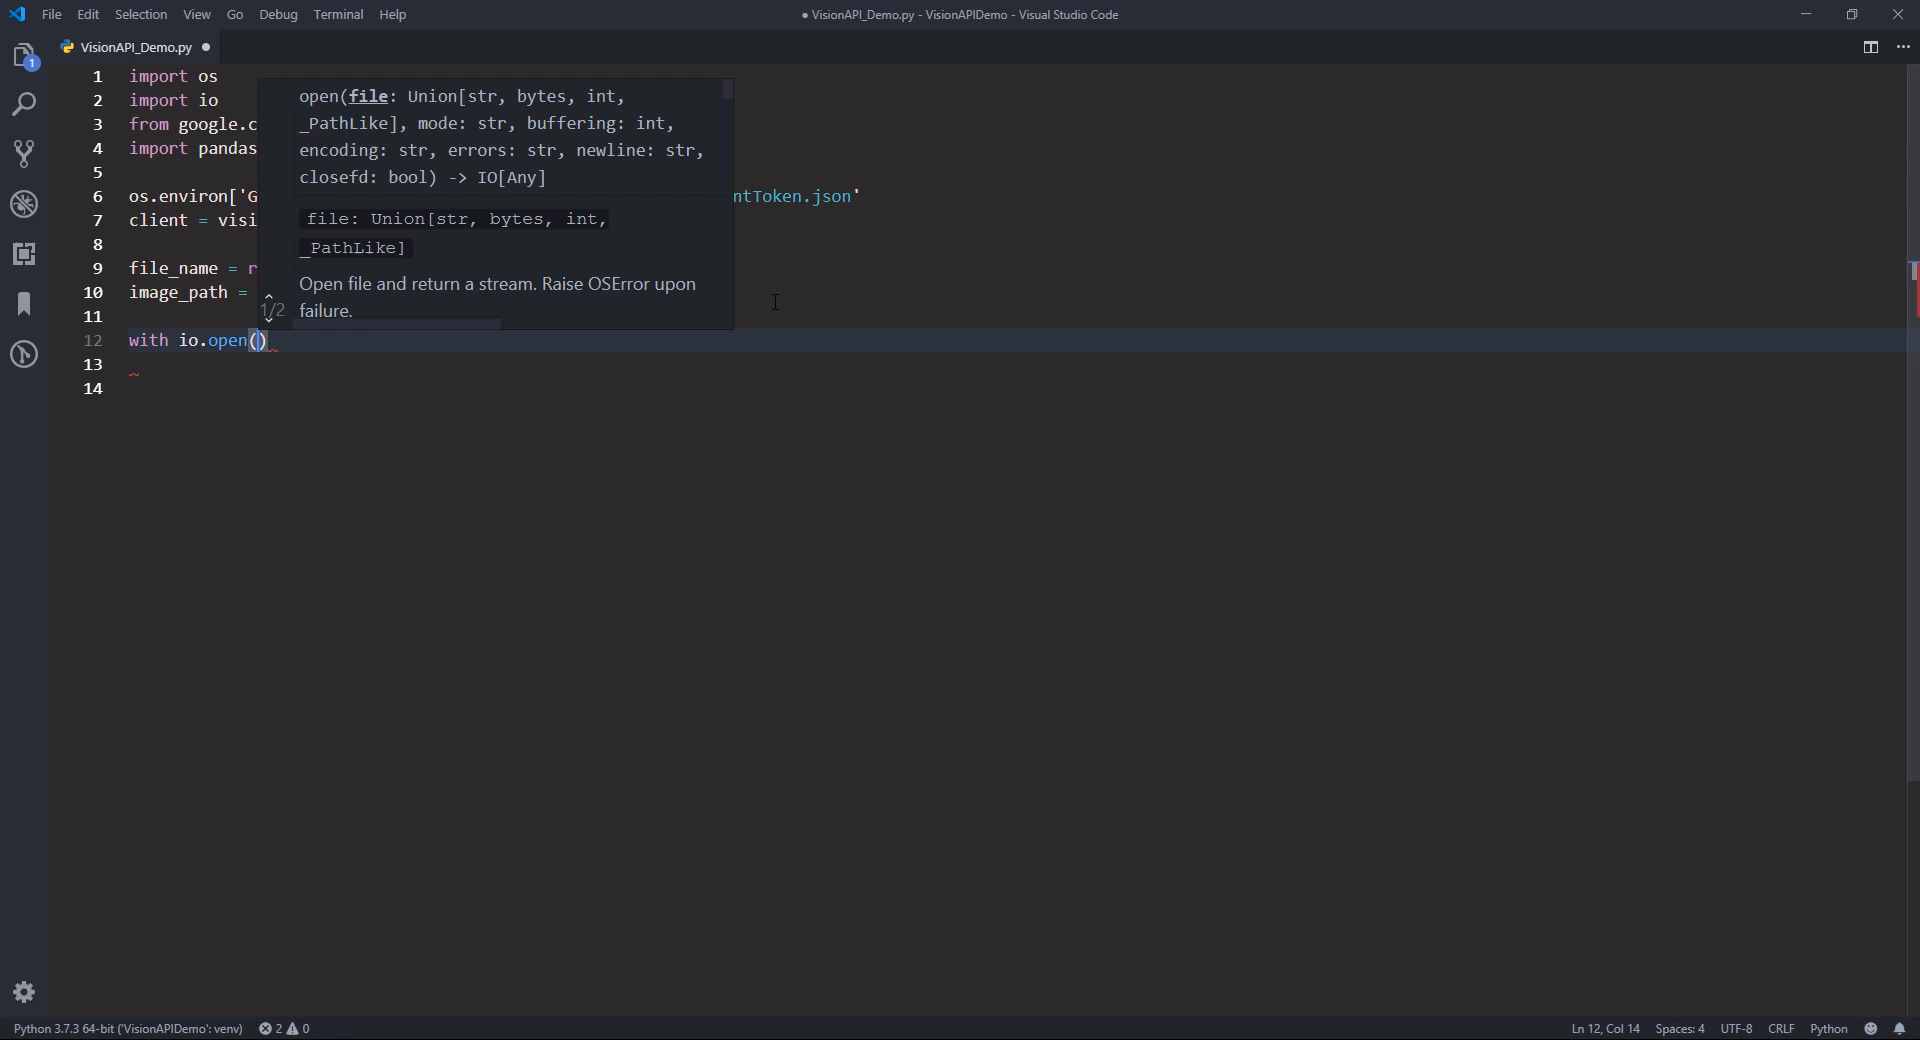 File Edit Selection View Go Debug Terminal Help
● VisionAPI_Demo.py - VisionAPIDemo - Visual Studio Code
VisionAPI_Demo.py ●
1 import os
2 import io
3 from google.c
4 import pandas
5
6 os.environ['G
ntToken.json'
7 client = visi
8
9 file_name = r
10 image_path =
11
12 with io.open()
13
14
open(file: Union[str, bytes, int,
_PathLike], mode: str, buffering: int,
encoding: str, errors: str, newline: str,
closefd: bool) -> IO[Any]
file: Union[str, bytes, int,
_PathLike]
Open file and return a stream. Raise OSError upon
failure.
1/2
1
Python 3.7.3 64-bit ('VisionAPIDemo': venv) 2 0
Ln 12, Col 14 Spaces: 4 UTF-8 CRLF Python